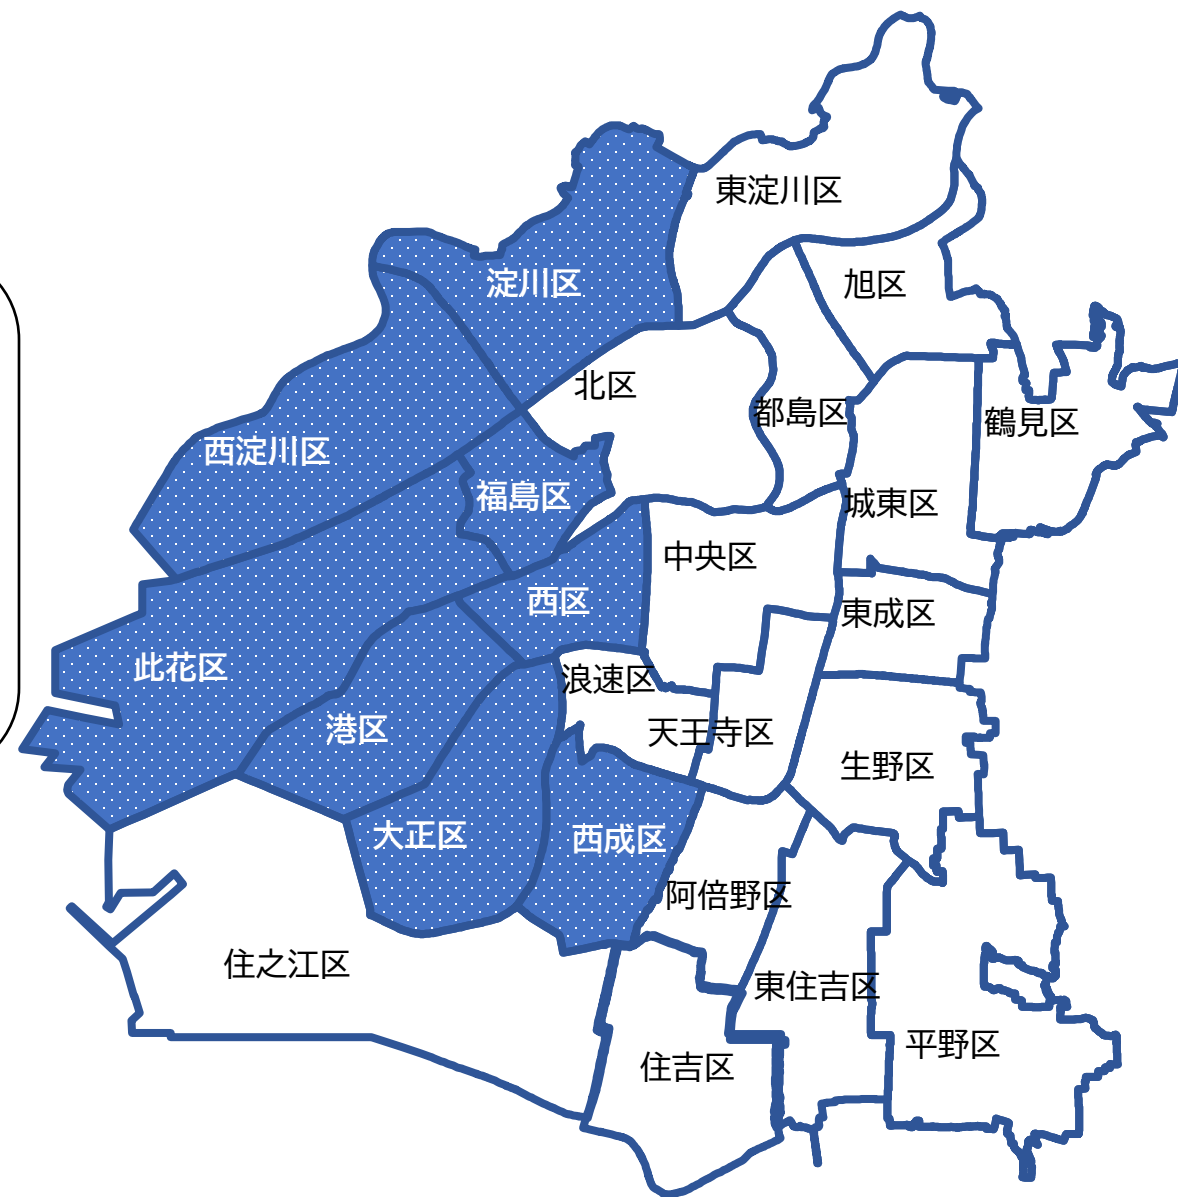 東淀川区
淀川区
旭区
北区
都島区
鶴見区
西淀川区
福島区
城東区
中央区
西区
東成区
此花区
浪速区
港区
天王寺区
生野区
大正区
西成区
阿倍野区
住之江区
東住吉区
平野区
住吉区